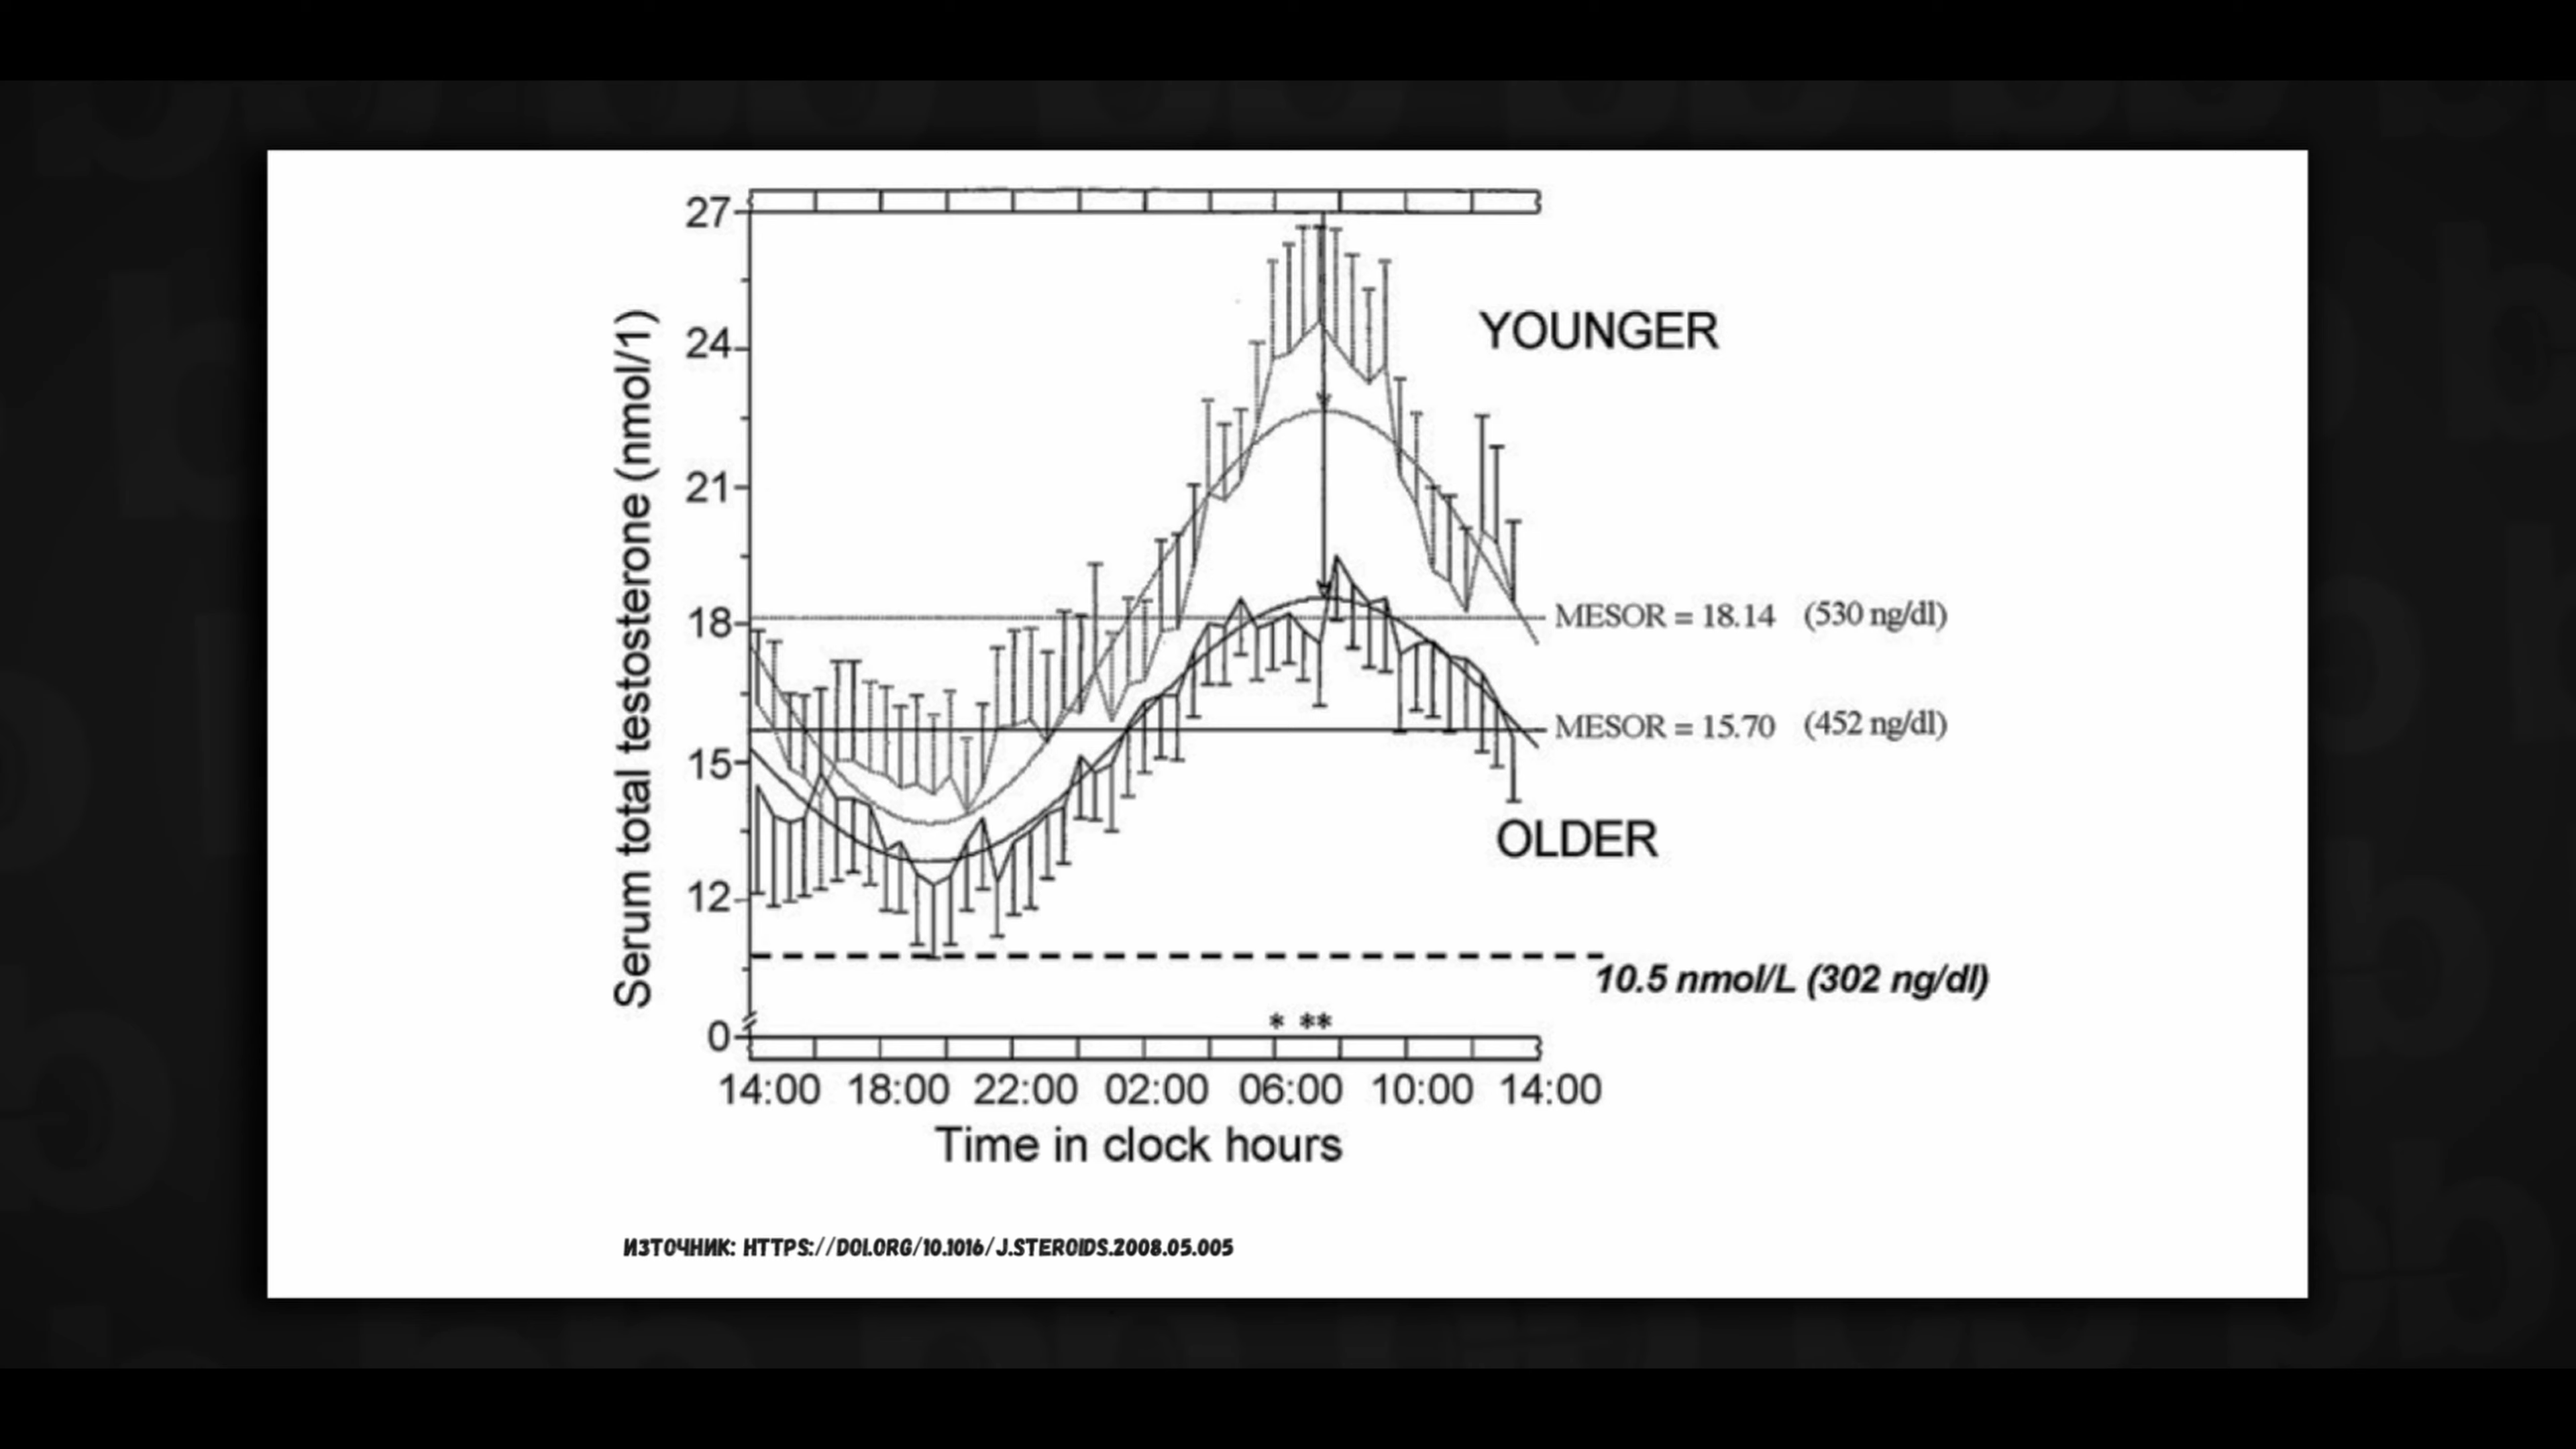 27
24
21
18
15
12
0
Serum total testosterone (nmol/1)
YOUNGER
MESOR = 18.14 (530 ng/dl)
MESOR = 15.70 (452 ng/dl)
OLDER
10.5 nmol/L (302 ng/dl)
* **
14:00 18:00 22:00 02:00 06:00 10:00 14:00
Time in clock hours
ИЗТОЧНИК: HTTPS://DOI.ORG/10.1016/J.STEROIDS.2008.05.005